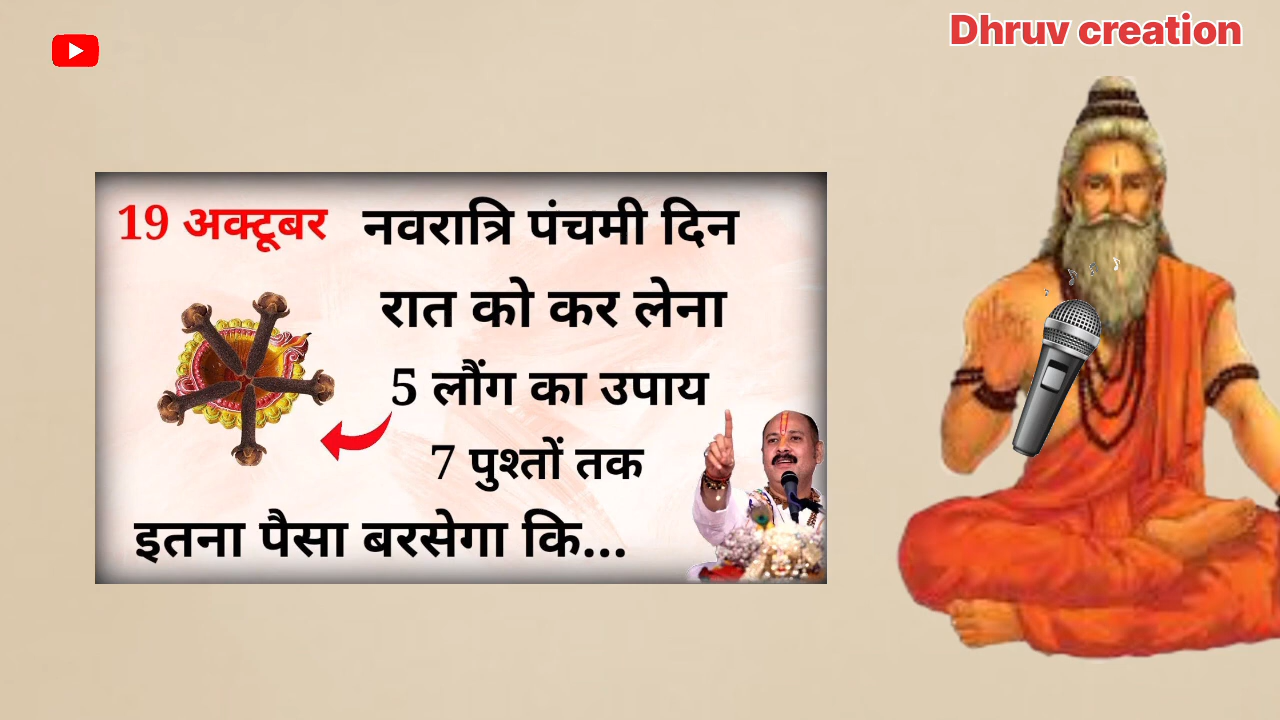 Dhruv creation
19 अक्टूबर नवरात्रि पंचमी दिन
रात को कर लेना
5 लौंग का उपाय
7 पुश्तों तक
इतना पैसा बरसेगा कि...